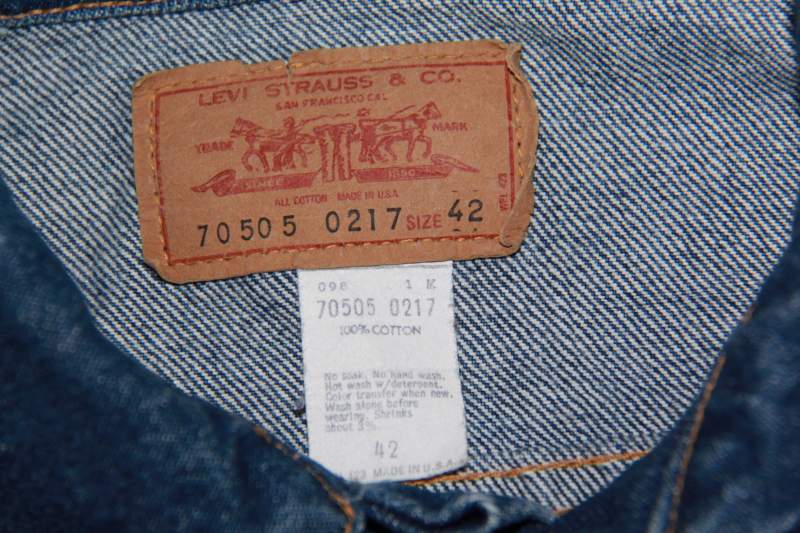 LEVI STRAUSS & CO.
SAN FRANCISCO CAL
TRADE MARK
SINCE 1850
ALL COTTON MADE IN U.S.A.
70505 0217 SIZE 42
098 1 K
70505 0217
100% COTTON
No soak. No hand wash.
Hot wash w/detergent.
Color transfer when new.
Wash alone before
wearing. Shrinks
about 3%.
42
MADE IN U.S.A.